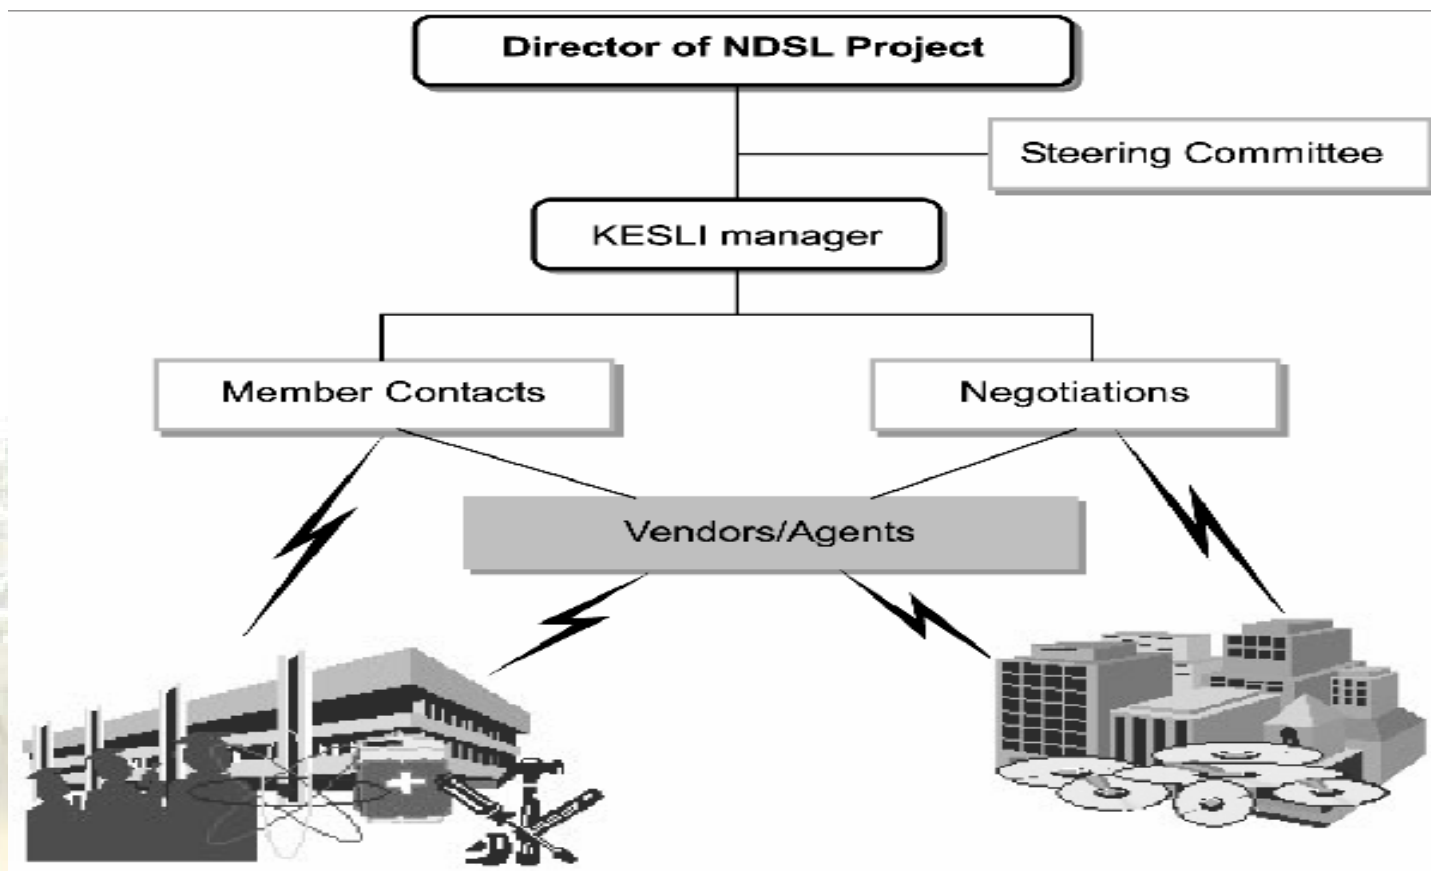 Director of NDSL Project
Steering Committee
KESLI manager
Member Contacts
Negotiations
Vendors/Agents